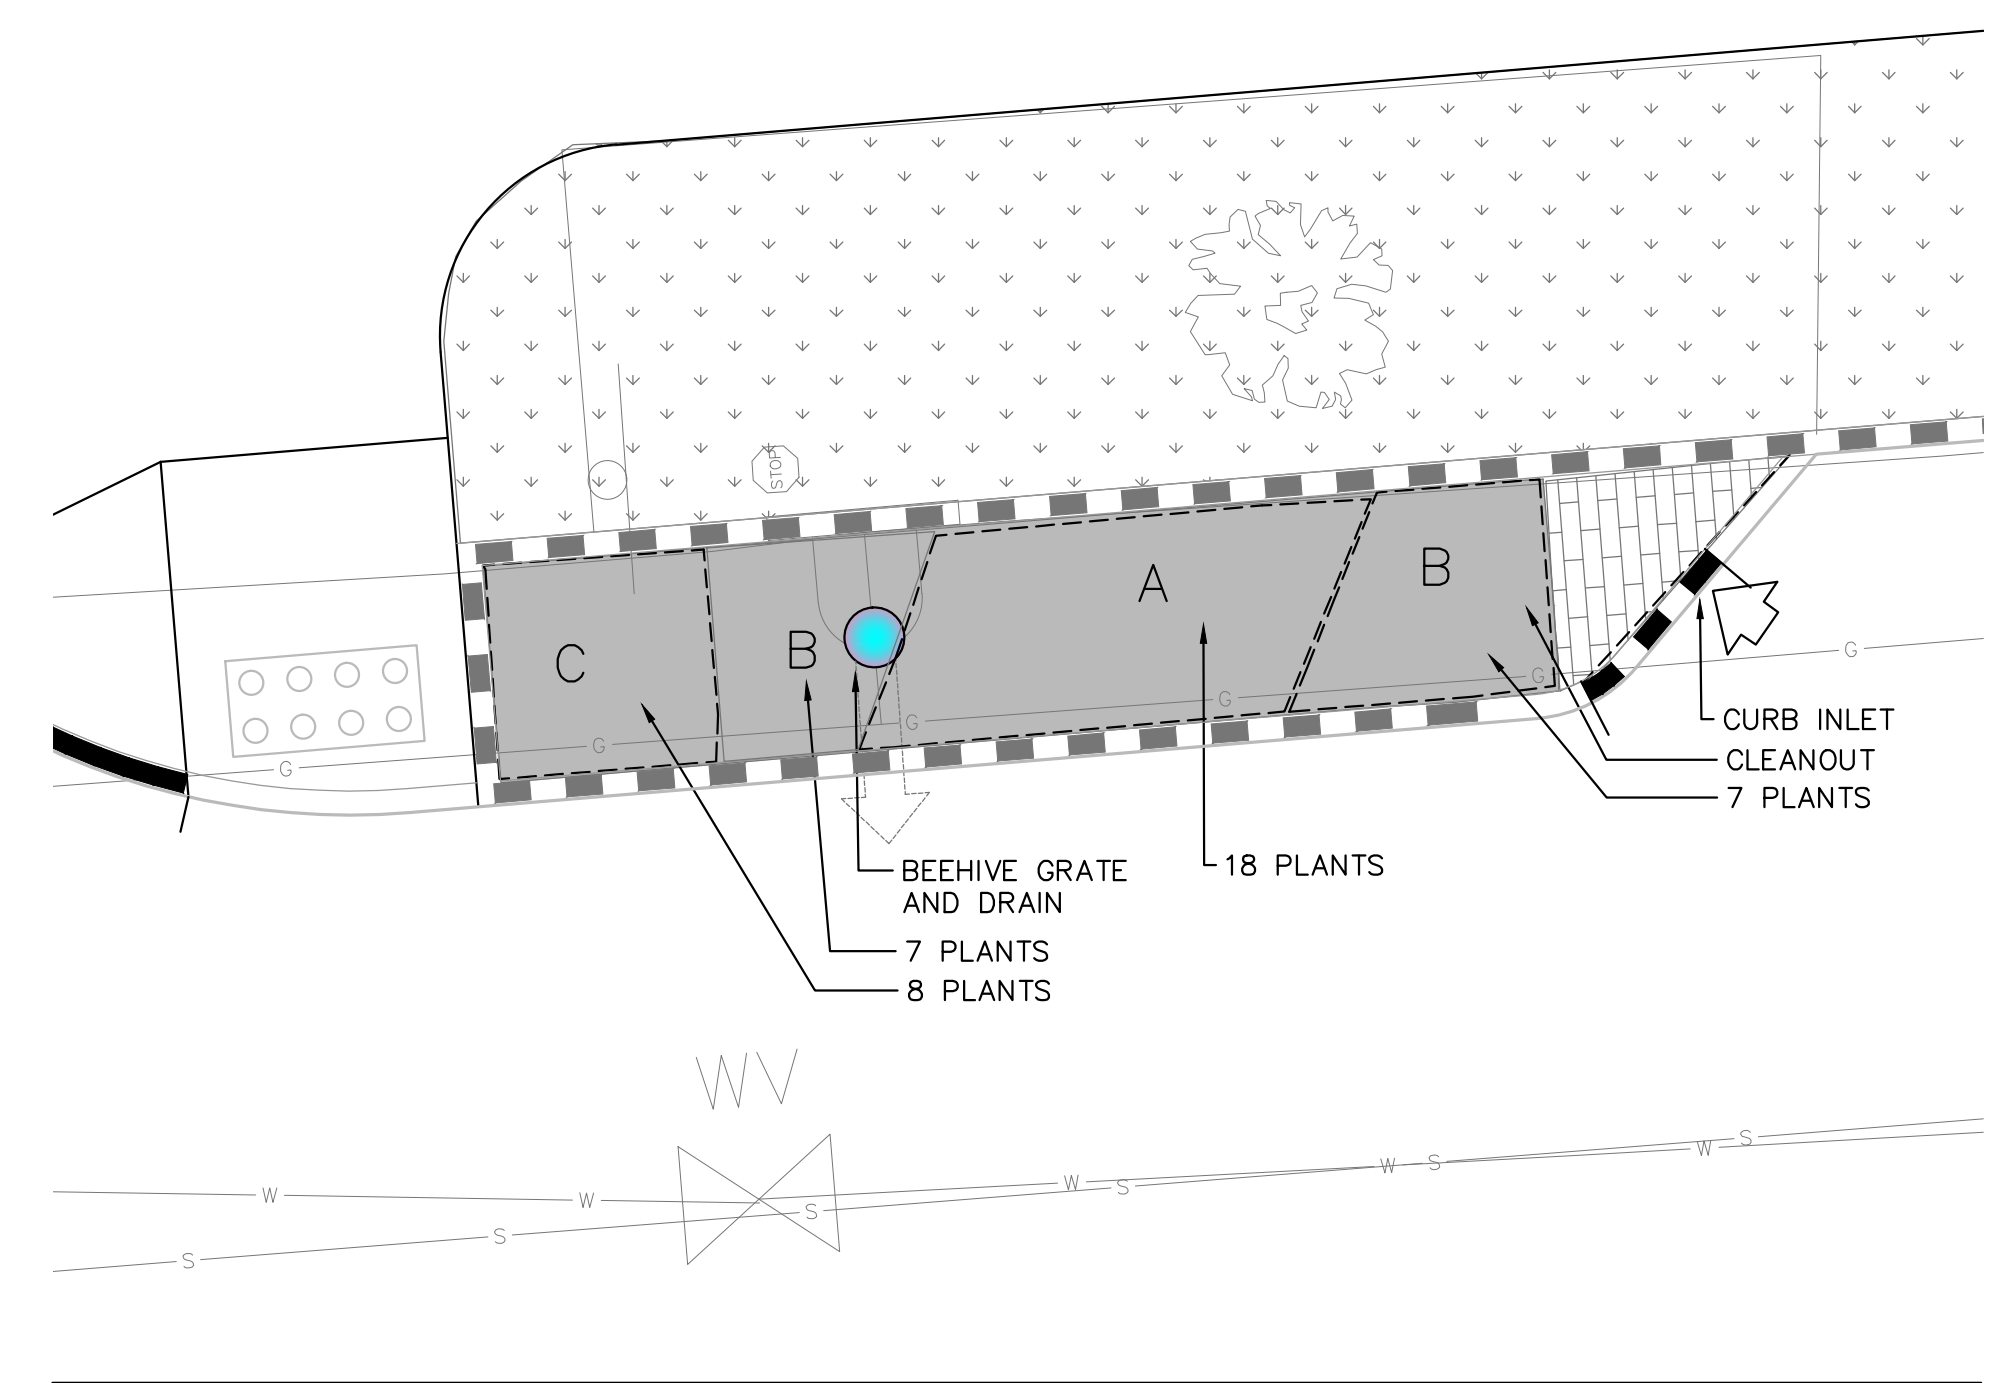 STOP
B
A
B
C
G
G
G
G
G
G
CURB INLET
CLEANOUT
7 PLANTS
18 PLANTS
BEEHIVE GRATE
AND DRAIN
7 PLANTS
8 PLANTS
WV
S
W
W
S
W
S
W
W
S
S
S